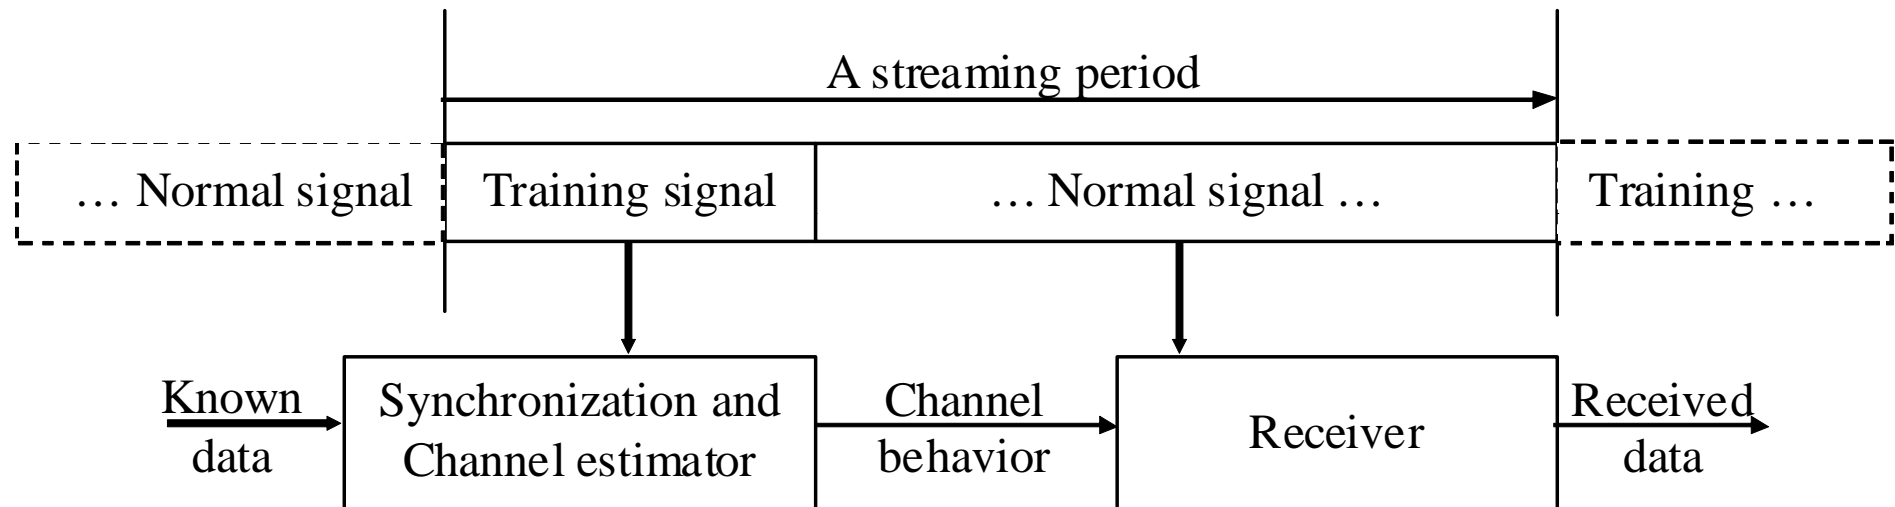 A streaming period
… Normal signal
Training signal
… Normal signal …
Training …
Known
data
Synchronization and
Channel estimator
Channel
behavior
Receiver
Received
data